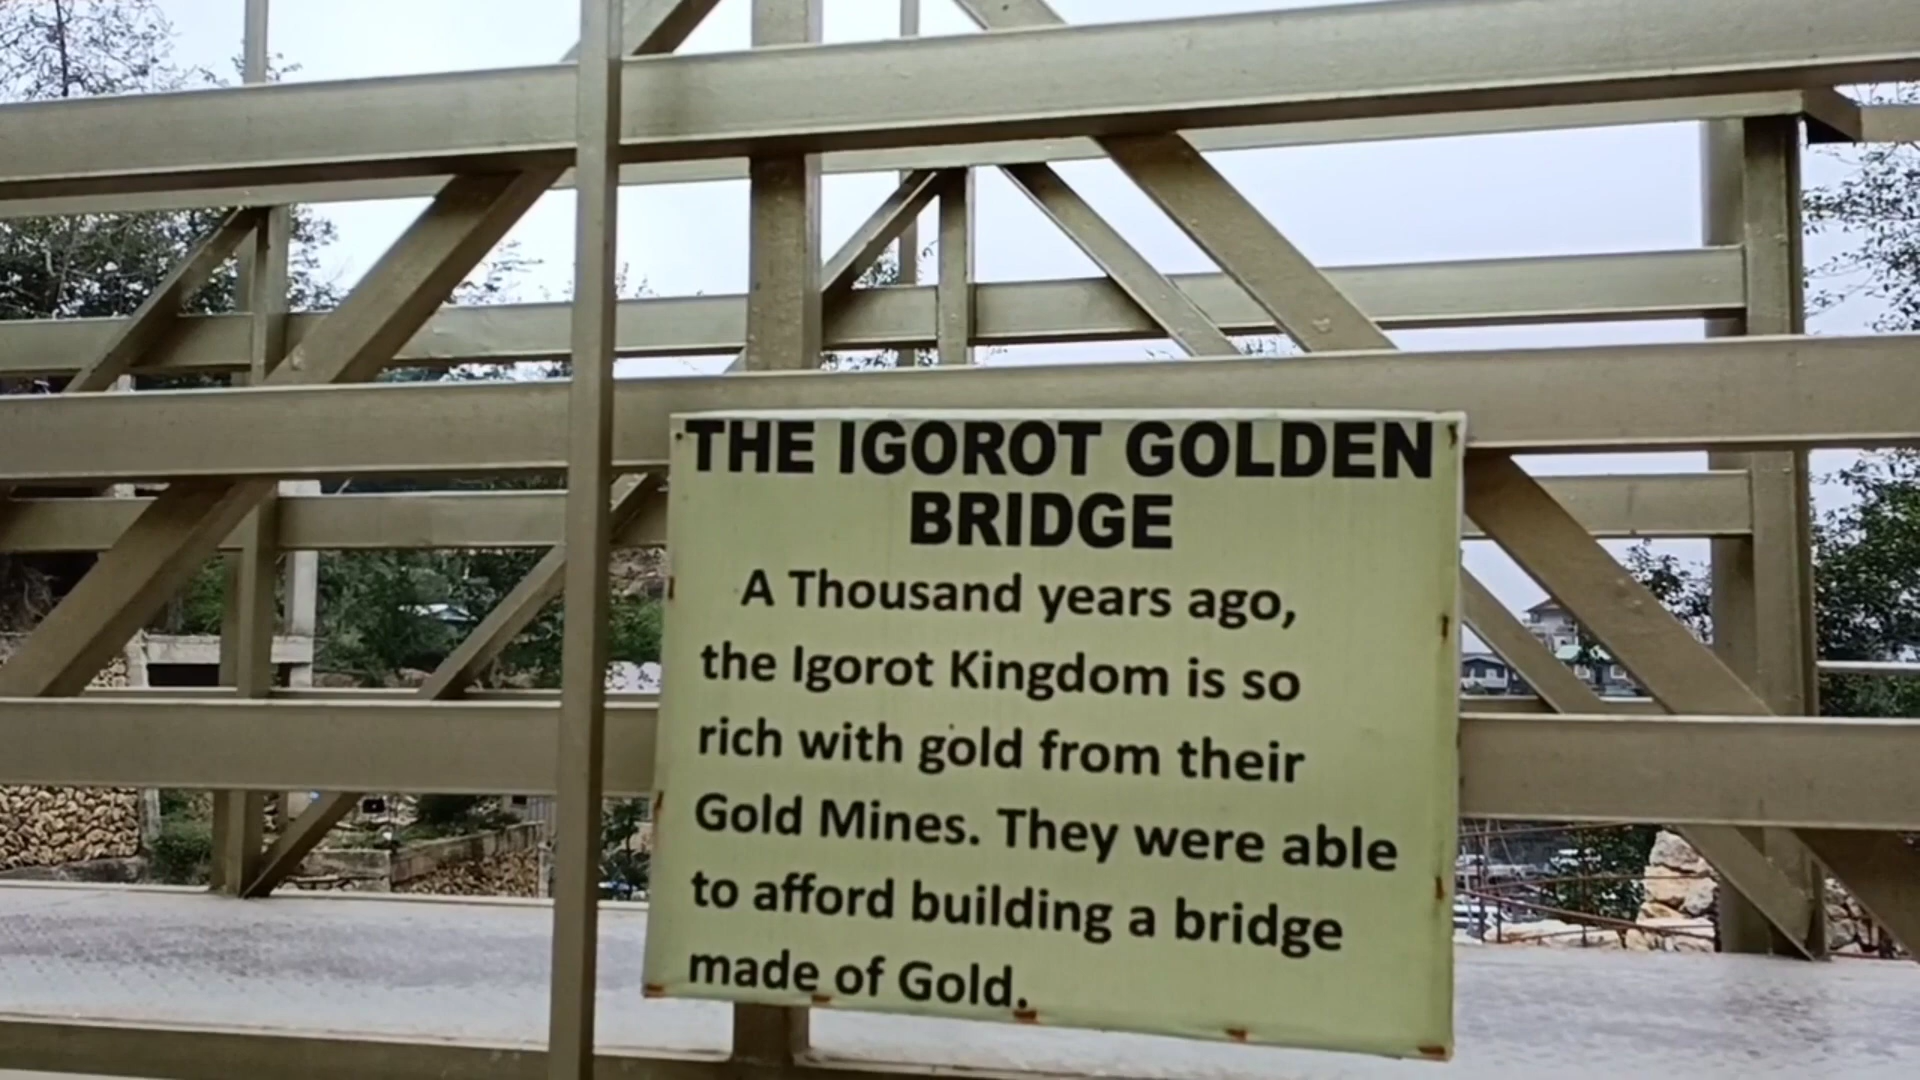 THE IGOROT GOLDEN
BRIDGE
A Thousand years ago,
the Igorot Kingdom is so
rich with gold from their
Gold Mines. They were able
to afford building a bridge
made of Gold.